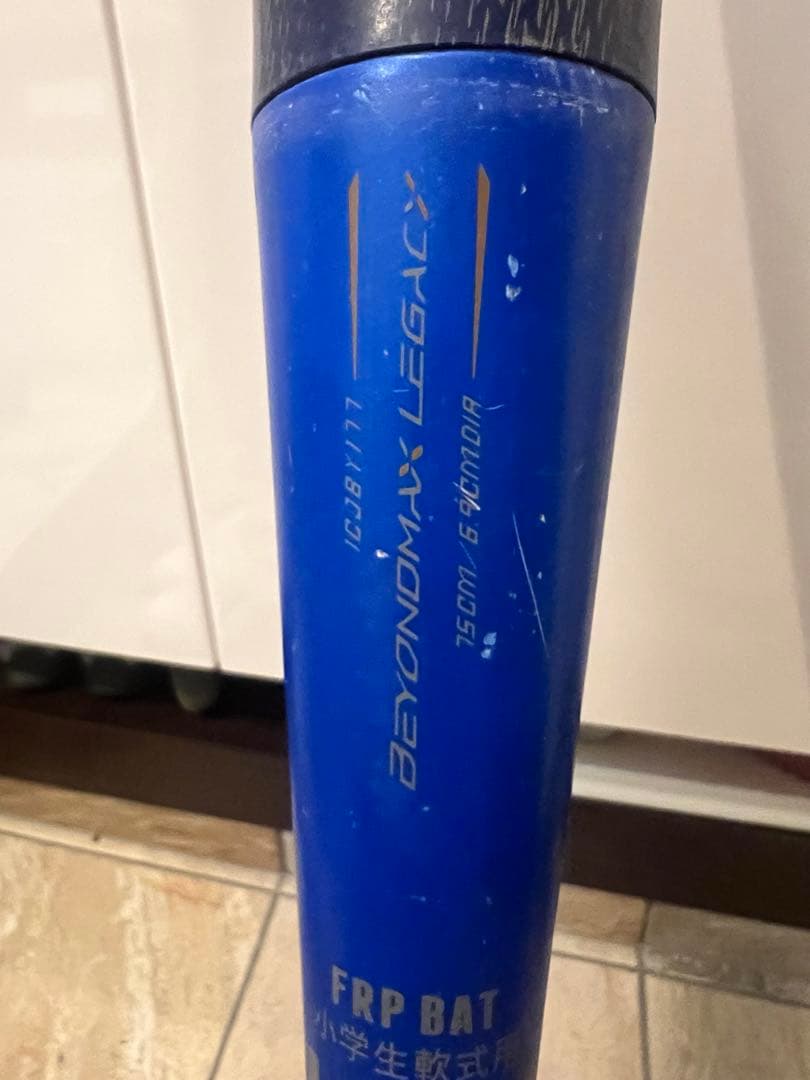 1CJBY177
BEYONDMAX LEGACY
75CM/6.9CMDIA
FRP BAT
小学生軟式用